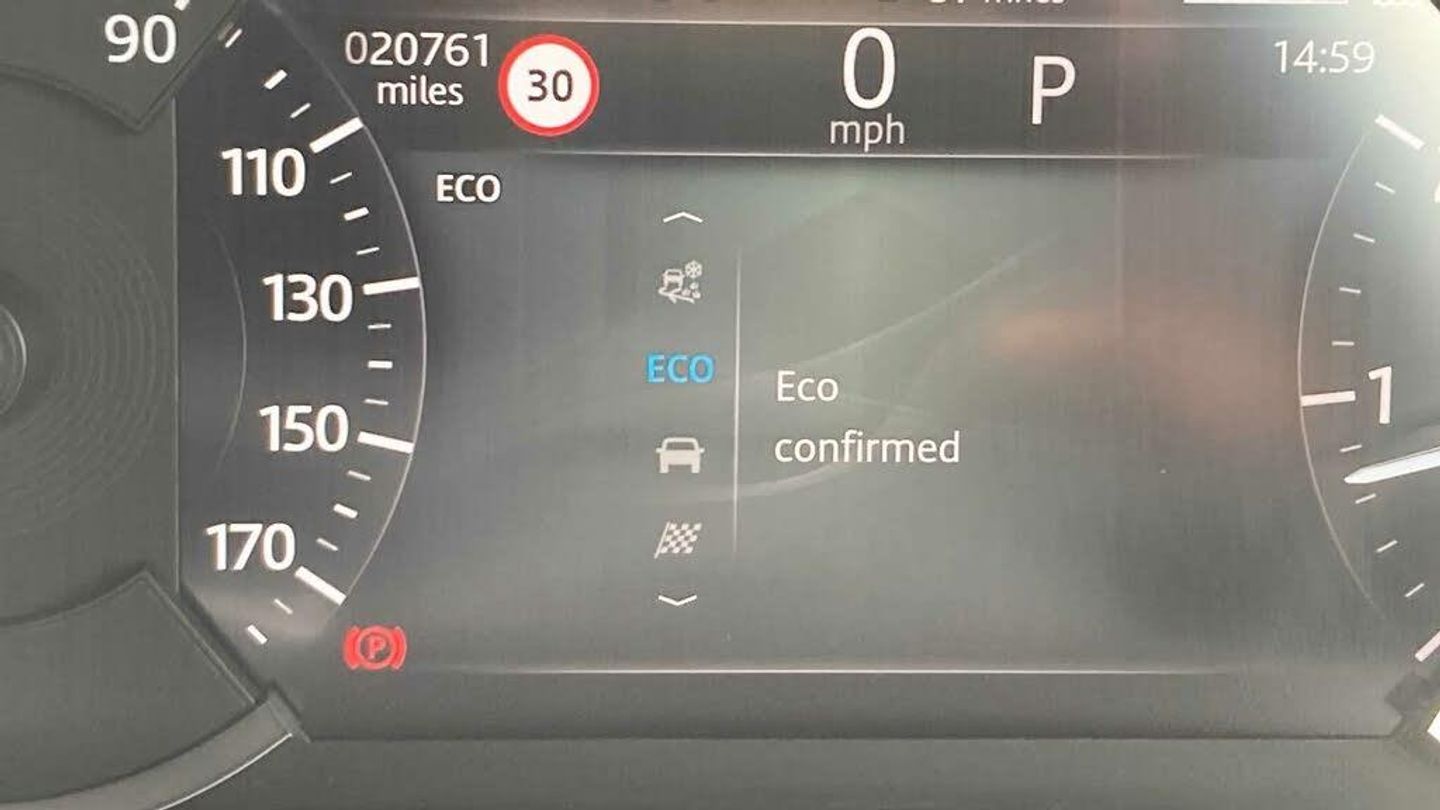 90
020761
miles
30
0
mph
P
14:59
110
ECO
130
ECO
Eco
confirmed
150
170
1
P